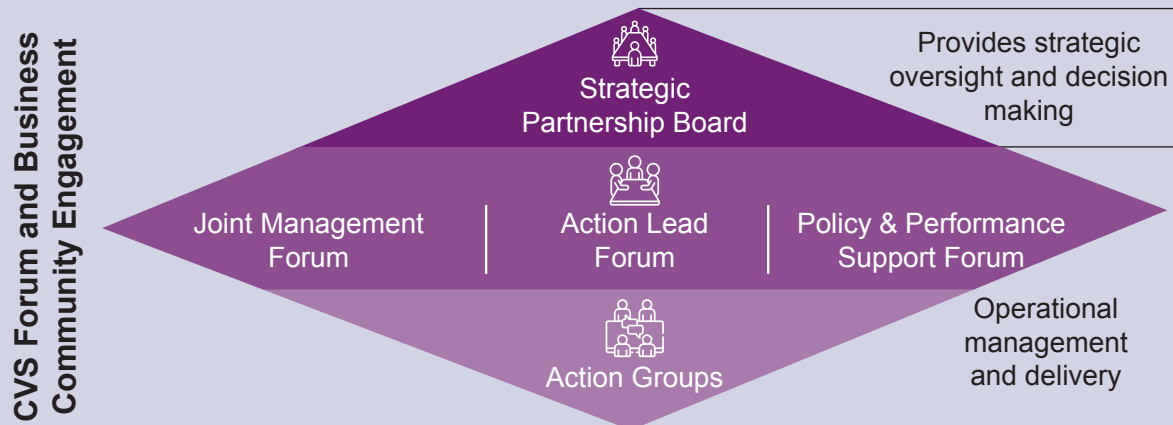 CVS Forum and Business
Community Engagement
Strategic
Partnership Board
Provides strategic
oversight and decision
making
Joint Management
Forum
Action Lead
Forum
Policy & Performance
Support Forum
Action Groups
Operational
management
and delivery